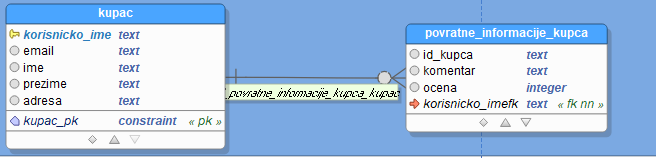 kupac
korisnicko_ime text
email text
ime text
prezime text
adresa text
kupac_pk constraint « pk »
_povratne_informacije_kupca_kupac
povratne_informacije_kupca
id_kupca text
komentar text
ocena integer
korisnicko_imefk text « fk nn »